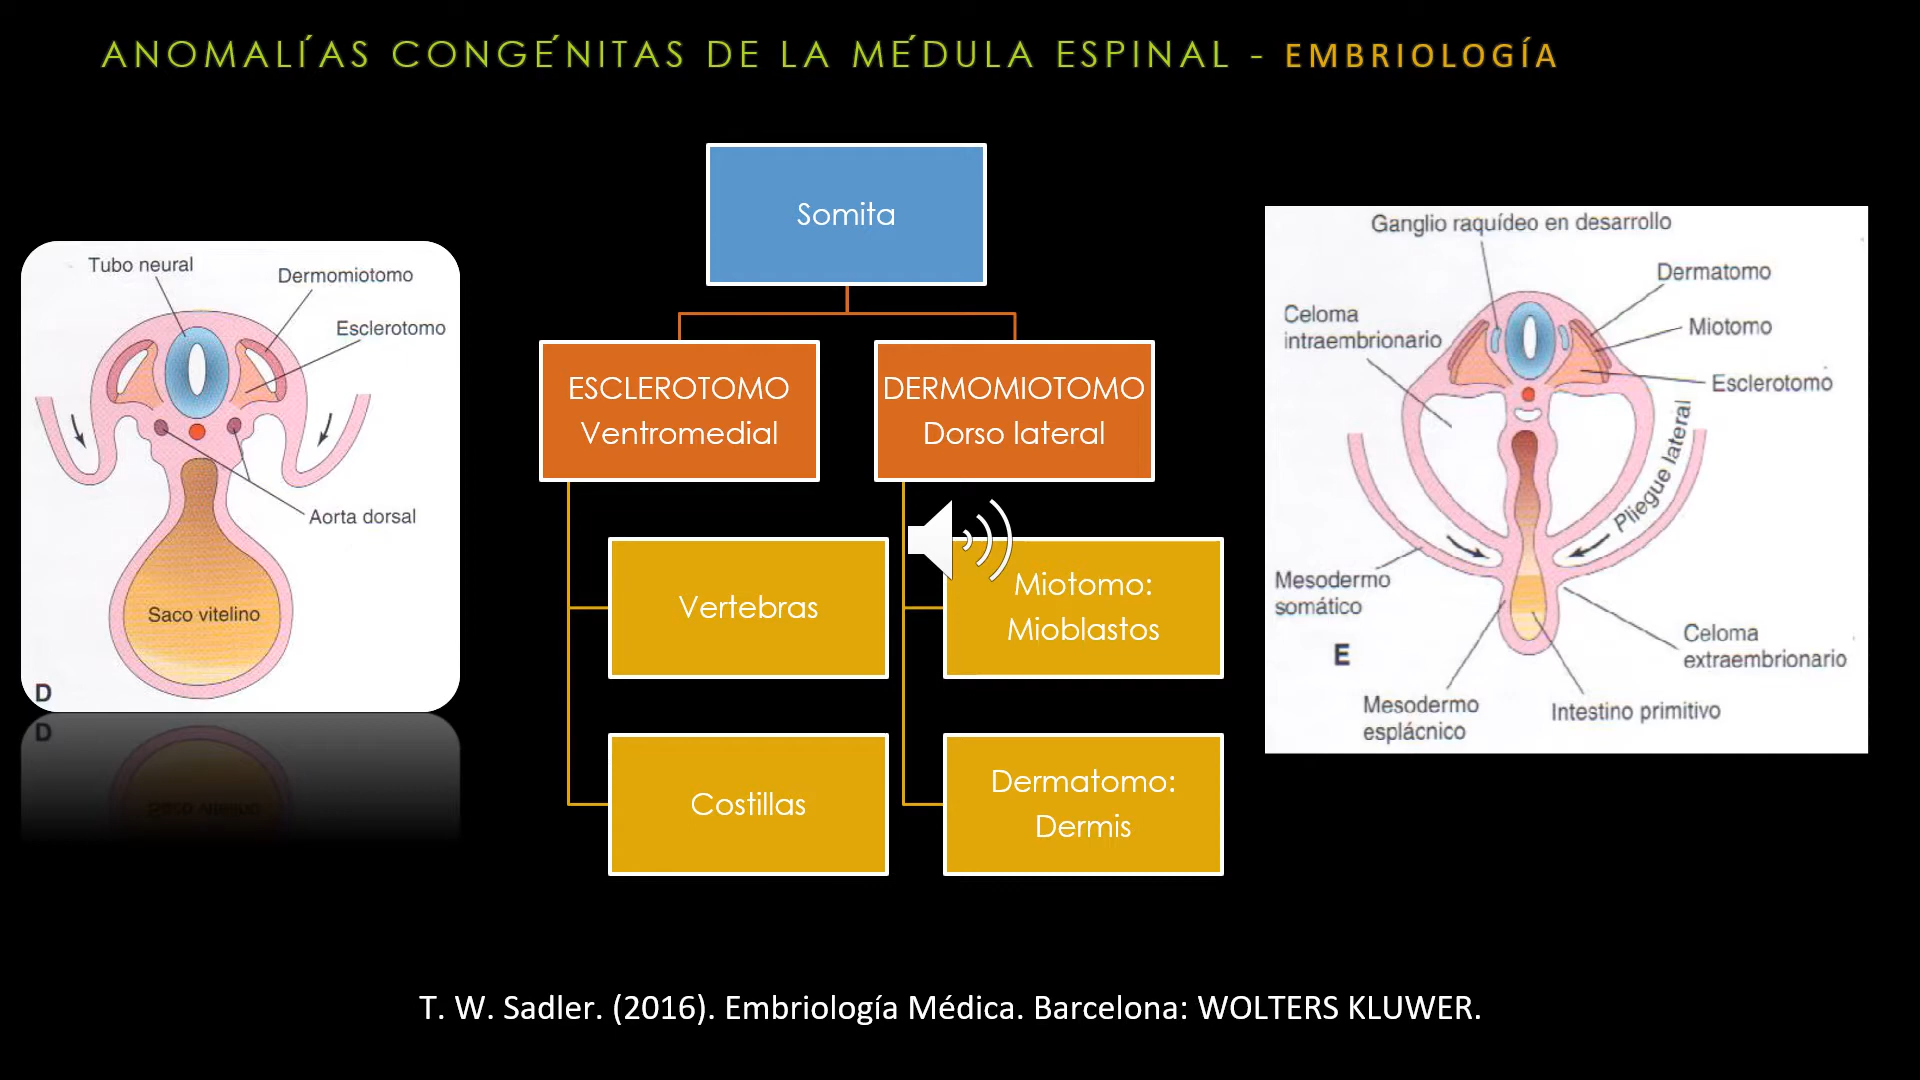 ANOMALÍAS CONGÉNITAS DE LA MÉDULA ESPINAL - EMBRIOLOGÍA
Tubo neural
Dermomiotomo
Esclerotomo
Aorta dorsal
Saco vitelino
D
D
Saco vitelino
Somita
ESCLEROTOMO
Ventromedial
DERMOMIOTOMO
Dorso lateral
Vertebras
Costillas
Miotomo:
Mioblastos
Dermatomo:
Dermis
Ganglio raquídeo en desarrollo
Dermatomo
Celoma
intraembrionario
Miotomo
Esclerotomo
Pliegue lateral
Mesodermo
somático
E
Celoma
extraembrionario
Mesodermo
esplácnico
Intestino primitivo
T. W. Sadler. (2016). Embriología Médica. Barcelona: WOLTERS KLUWER.